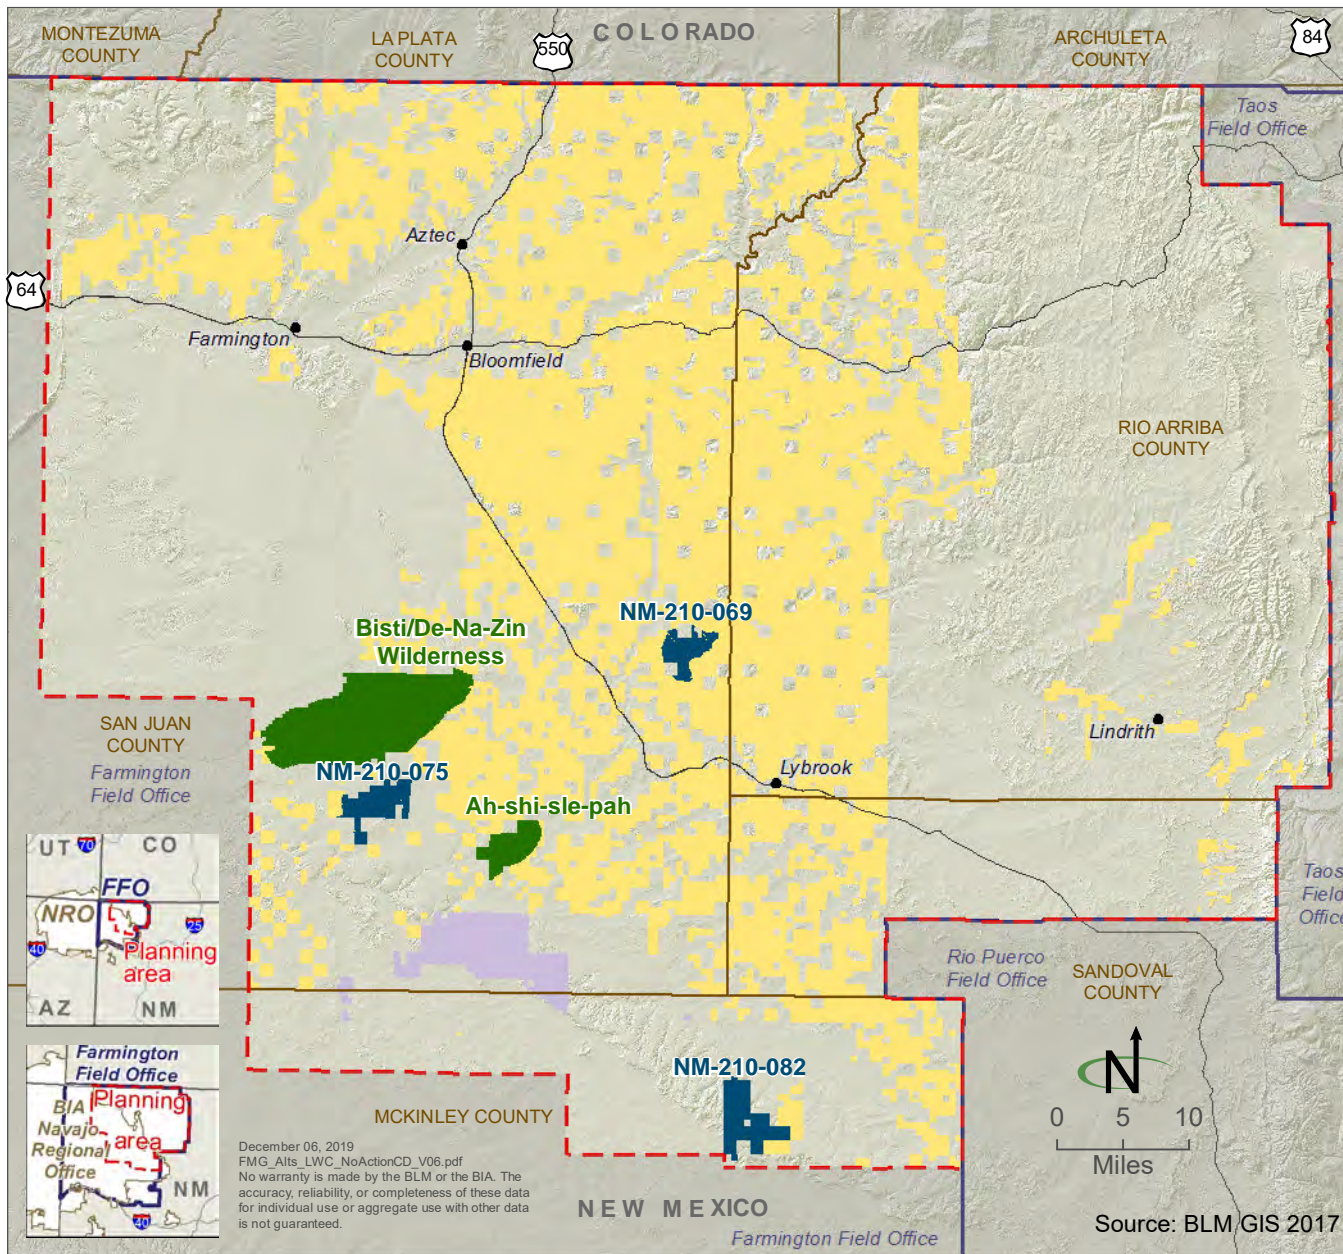 MONTEZUMA
COUNTY
LA PLATA
COUNTY
550
COLORADO
ARCHULETA
COUNTY
84
Taos
Field Office
Aztec
64
Farmington
Bloomfield
RIO ARRIBA
COUNTY
NM-210-069
Bisti/De-Na-Zin
Wilderness
SAN JUAN
COUNTY
Farmington
Field Office
Lindrith
NM-210-075
Lybrook
Ah-shi-sle-pah
UT
70
CO
FFO
NRO
25
40
Planning
area
AZ
NM
Taos
Field
Office
Rio Puerco
Field Office
SANDOVAL
COUNTY
Farmington
Field Office
Planning
area
BIA
Navajo
Regional
Office
NM
40
NM-210-082
N
0 5 10
Miles
MCKINLEY COUNTY
December 06, 2019
FMG_Alts_LWC_NoActionCD_V06.pdf
No warranty is made by the BLM or the BIA. The
accuracy, reliability, or completeness of these data
for individual use or aggregate use with other data
is not guaranteed.
NEW MEXICO
Farmington Field Office
Source: BLM GIS 2017